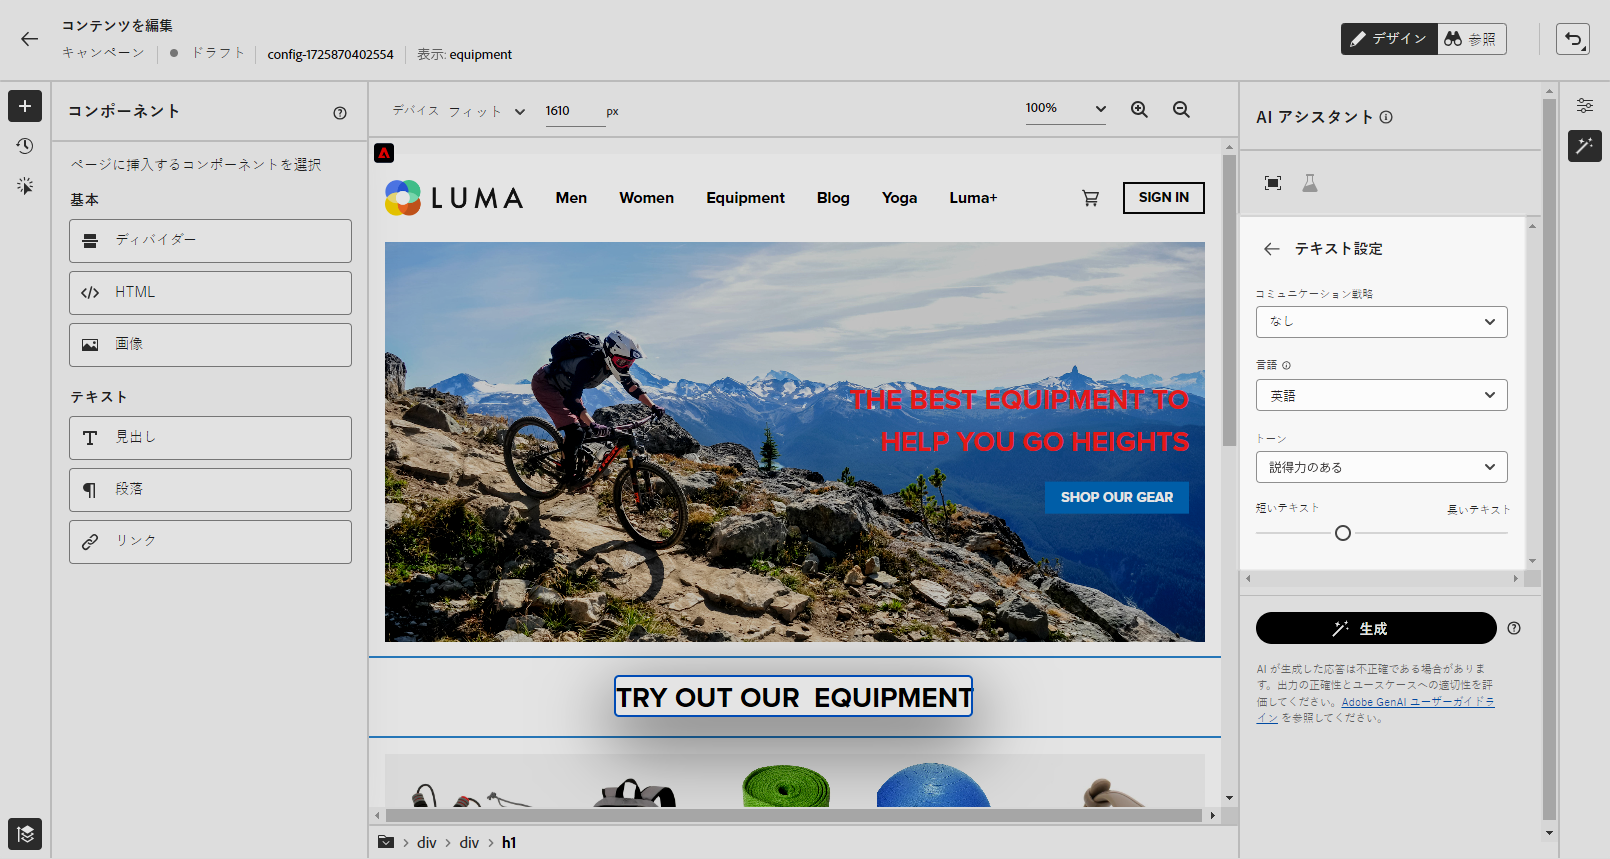 コンテンツを編集
キャンペーン ドラフト config-1725870402554 表示: equipment
デザイン 参照
コンポーネント
ページに挿入するコンポーネントを選択
基本
ディバイダー
HTML
画像
テキスト
見出し
段落
リンク
デバイス フィット 1610 px 100%
LUMA Men Women Equipment Blog Yoga Luma+ SIGN IN
THE BEST EQUIPMENT TO
HELP YOU GO HEIGHTS
SHOP OUR GEAR
TRY OUT OUR EQUIPMENT
div div h1
AI アシスタント
テキスト設定
コミュニケーション戦略
なし
言語
英語
トーン
説得力のある
短いテキスト 長いテキスト
生成
AI が生成した応答は不正確である場合がありま
す。出力の正確性とユースケースへの適切性を評
価してください。Adobe GenAI ユーザーガイドラ
イン を参照してください。